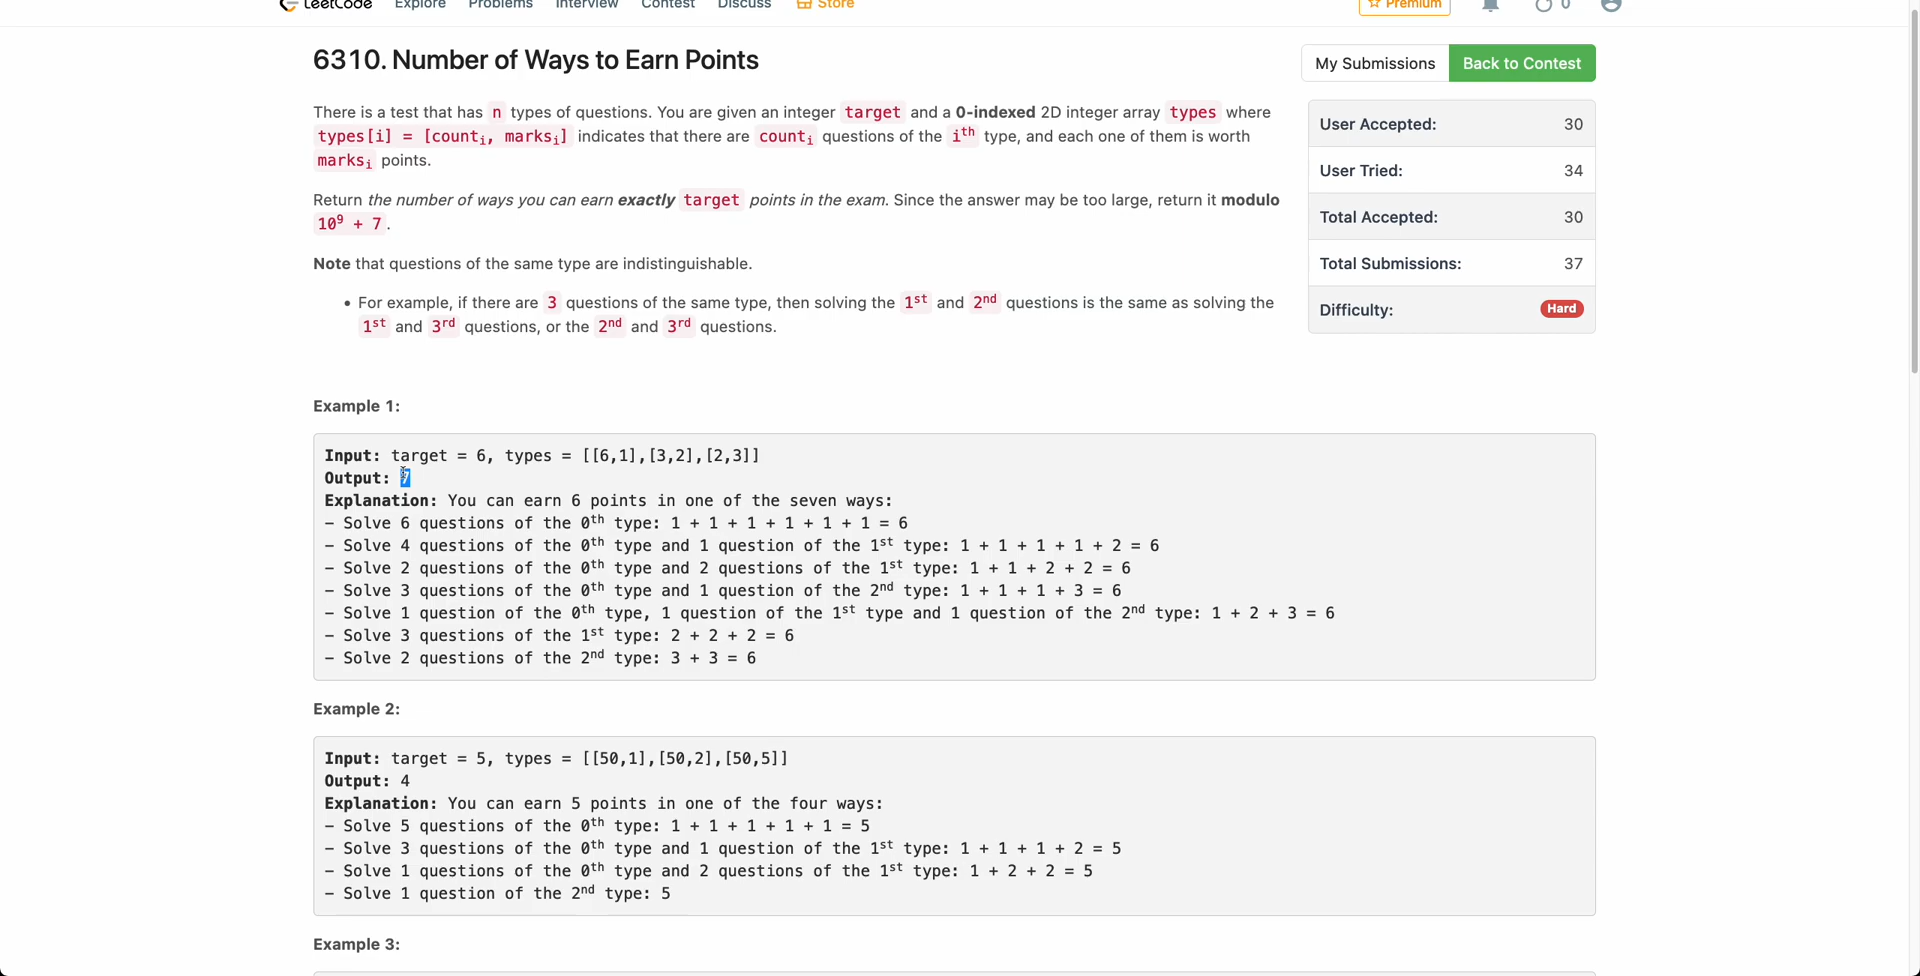 LeetCode Explore Problems Interview Contest Discuss Store Premium 0
6310. Number of Ways to Earn Points
My Submissions Back to Contest
There is a test that has n types of questions. You are given an integer target and a 0-indexed 2D integer array types where
types[i] = [countᵢ, marksᵢ] indicates that there are countᵢ questions of the iᵗʰ type, and each one of them is worth
marksᵢ points.
Return the number of ways you can earn exactly target points in the exam. Since the answer may be too large, return it modulo
10⁹ + 7.
Note that questions of the same type are indistinguishable.
• For example, if there are 3 questions of the same type, then solving the 1ˢᵗ and 2ⁿᵈ questions is the same as solving the
1ˢᵗ and 3ʳᵈ questions, or the 2ⁿᵈ and 3ʳᵈ questions.
User Accepted: 30
User Tried: 34
Total Accepted: 30
Total Submissions: 37
Difficulty: Hard
Example 1:
Input: target = 6, types = [[6,1],[3,2],[2,3]]
Output: 7
Explanation: You can earn 6 points in one of the seven ways:
- Solve 6 questions of the 0ᵗʰ type: 1 + 1 + 1 + 1 + 1 + 1 = 6
- Solve 4 questions of the 0ᵗʰ type and 1 question of the 1ˢᵗ type: 1 + 1 + 1 + 1 + 2 = 6
- Solve 2 questions of the 0ᵗʰ type and 2 questions of the 1ˢᵗ type: 1 + 1 + 2 + 2 = 6
- Solve 3 questions of the 0ᵗʰ type and 1 question of the 2ⁿᵈ type: 1 + 1 + 1 + 3 = 6
- Solve 1 question of the 0ᵗʰ type, 1 question of the 1ˢᵗ type and 1 question of the 2ⁿᵈ type: 1 + 2 + 3 = 6
- Solve 3 questions of the 1ˢᵗ type: 2 + 2 + 2 = 6
- Solve 2 questions of the 2ⁿᵈ type: 3 + 3 = 6
Example 2:
Input: target = 5, types = [[50,1],[50,2],[50,5]]
Output: 4
Explanation: You can earn 5 points in one of the four ways:
- Solve 5 questions of the 0ᵗʰ type: 1 + 1 + 1 + 1 + 1 = 5
- Solve 3 questions of the 0ᵗʰ type and 1 question of the 1ˢᵗ type: 1 + 1 + 1 + 2 = 5
- Solve 1 questions of the 0ᵗʰ type and 2 questions of the 1ˢᵗ type: 1 + 2 + 2 = 5
- Solve 1 question of the 2ⁿᵈ type: 5
Example 3: